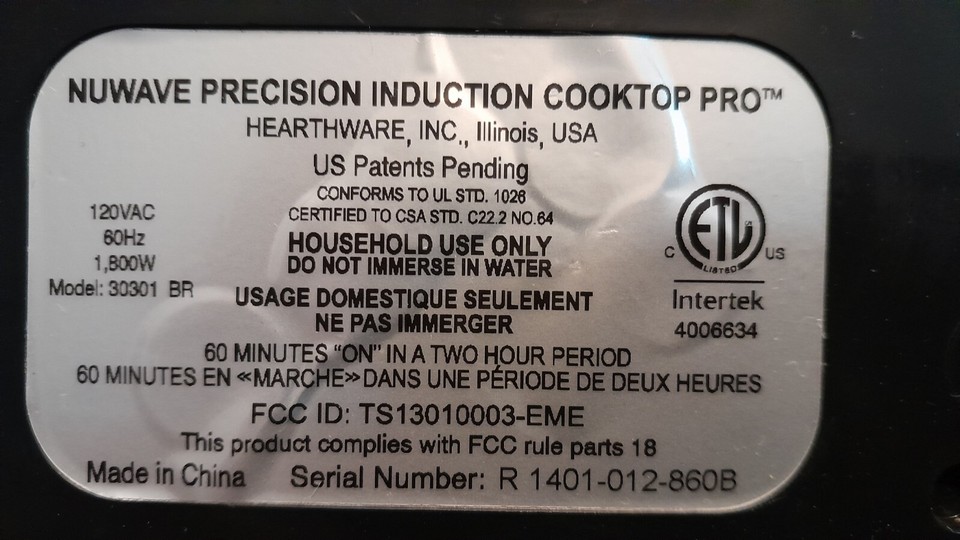 NUWAVE PRECISION INDUCTION COOKTOP PRO™
HEARTHWARE, INC., Illinois, USA
US Patents Pending
CONFORMS TO UL STD. 1026
CERTIFIED TO CSA STD. C22.2 NO.64
120VAC
60Hz
1,800W
Model: 30301 BR
HOUSEHOLD USE ONLY
DO NOT IMMERSE IN WATER
USAGE DOMESTIQUE SEULEMENT
NE PAS IMMERGER
ETL
CM
LISTED
C US
Intertek
4006634
60 MINUTES "ON" IN A TWO HOUR PERIOD
60 MINUTES EN «MARCHE» DANS UNE PÉRIODE DE DEUX HEURES
FCC ID: TS13010003-EME
This product complies with FCC rule parts 18
Made in China Serial Number: R 1401-012-860B